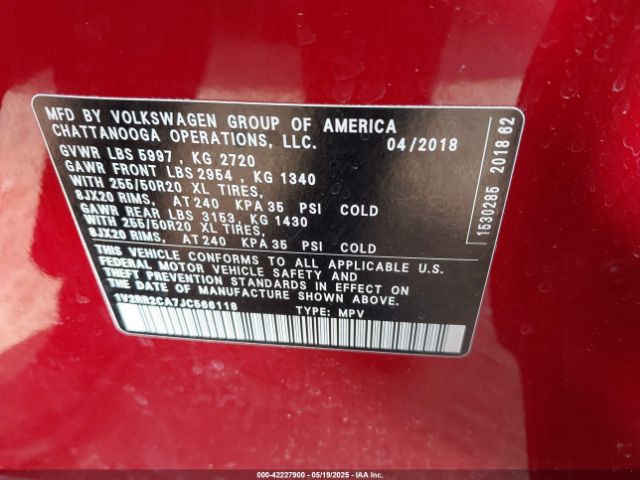 MFD BY VOLKSWAGEN GROUP OF AMERICA
CHATTANOOGA OPERATIONS, LLC. 04/2018
GVWR LBS 5997 , KG 2720
GAWR FRONT LBS 2954 , KG 1340
WITH 255/50R20 XL TIRES,
8JX20 RIMS, AT 240 KPA 35 PSI COLD
GAWR REAR LBS 3153, KG 1430
WITH 255/50R20 XL TIRES,
8JX20 RIMS, AT 240 KPA 35 PSI COLD
THIS VEHICLE CONFORMS TO ALL APPLICABLE U.S.
FEDERAL MOTOR VEHICLE SAFETY AND
THEFT PREVENTION STANDARDS IN EFFECT ON
THE DATE OF MANUFACTURE SHOWN ABOVE
1V2RR2CA7JC560118
TYPE: MPV
1530285 2018 62
000-42227900 - 05/19/2025 - IAA Inc.